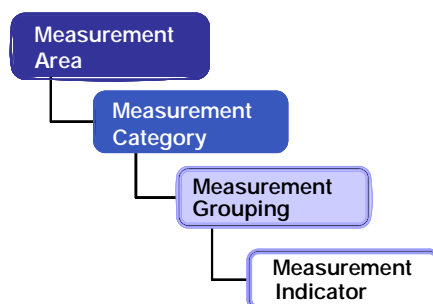 Measurement
Area
Measurement
Category
Measurement
Grouping
Measurement
Indicator